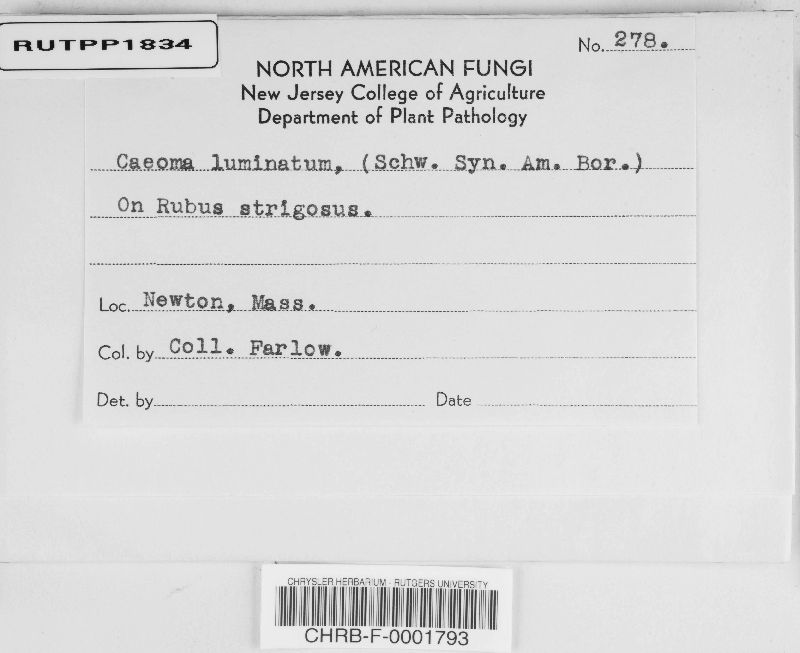 RUTPP1834
No. 278.
NORTH AMERICAN FUNGI
New Jersey College of Agriculture
Department of Plant Pathology
Caeoma luminatum, (Schw. Syn. Am. Bor.)
On Rubus strigosus.
Loc. Newton, Mass.
Col. by Coll. Farlow.
Det. by Date
CHRYSLER HERBARIUM - RUTGERS UNIVERSITY
CHRB-F-0001793